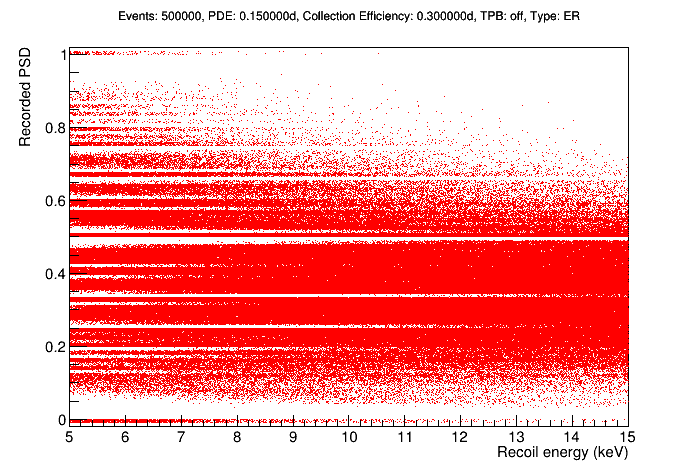 Events: 500000, PDE: 0.150000d, Collection Efficiency: 0.300000d, TPB: off, Type: ER
Recorded PSD
1
0.8
0.6
0.4
0.2
0
5 6 7 8 9 10 11 12 13 14 15
Recoil energy (keV)